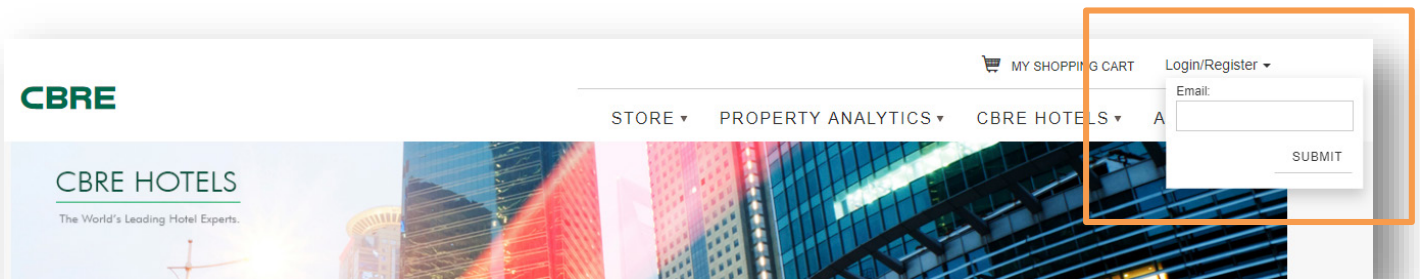 MY SHOPPING CART Login/Register
CBRE
Email:
STORE PROPERTY ANALYTICS CBRE HOTELS A
SUBMIT
CBRE HOTELS
The World's Leading Hotel Experts.